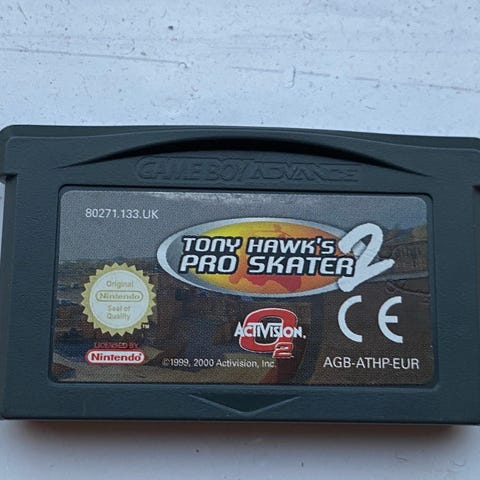 GAME BOY ADVANCE
80271.133.UK
TONY HAWK'S
PRO SKATER 2
Original
Nintendo
Seal of
Quality
ACTIVISION.
O2
CE
LICENSED BY
Nintendo
©1999, 2000 Activision, Inc.
AGB-ATHP-EUR